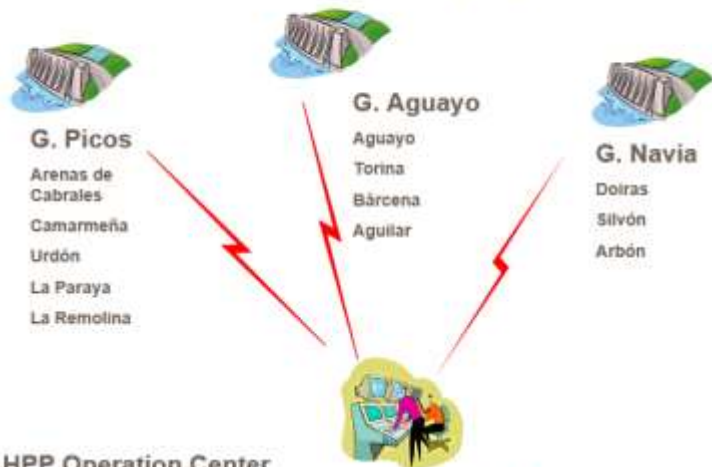 G. Picos
Arenas de
Cabrales
Camarmeña
Urdón
La Paraya
La Remolina
G. Aguayo
Aguayo
Torina
Bárcena
Aguilar
G. Navia
Doiras
Silvón
Arbón
HPP Operation Center